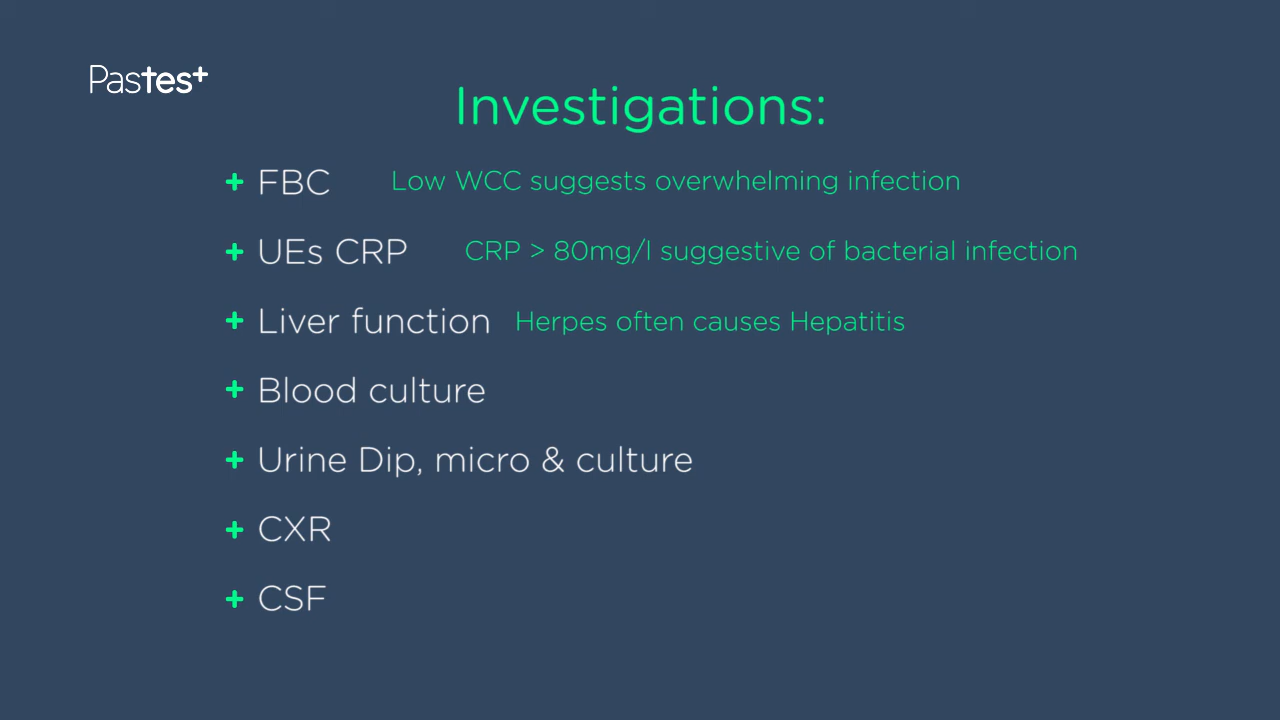 Pastest
Investigations:
+ FBC Low WCC suggests overwhelming infection
+ UEs CRP CRP > 80mg/l suggestive of bacterial infection
+ Liver function Herpes often causes Hepatitis
+ Blood culture
+ Urine Dip, micro & culture
+ CXR
+ CSF